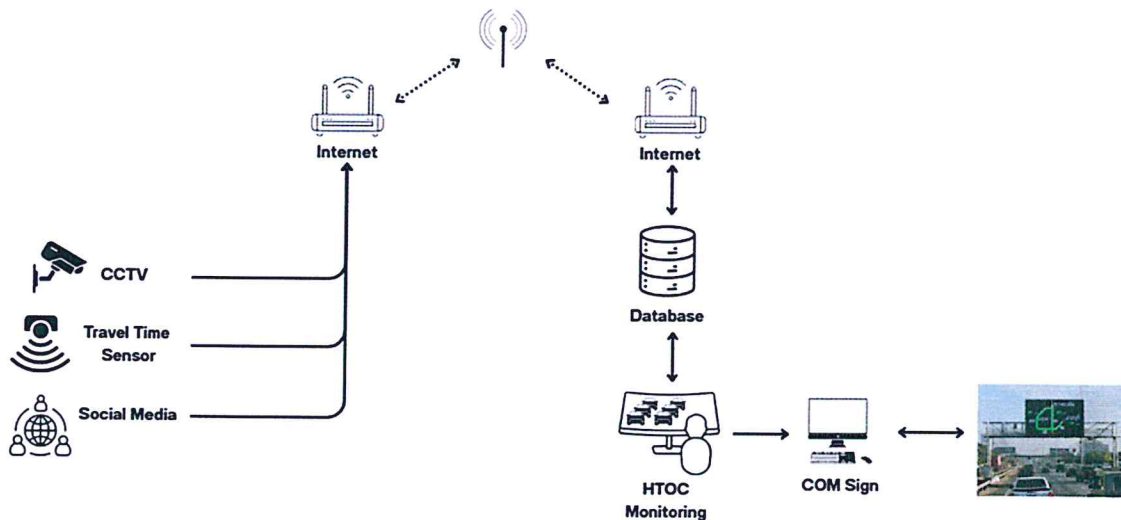 Internet
Internet
CCTV
Travel Time
Sensor
Social Media
Database
HTOC
Monitoring
COM Sign